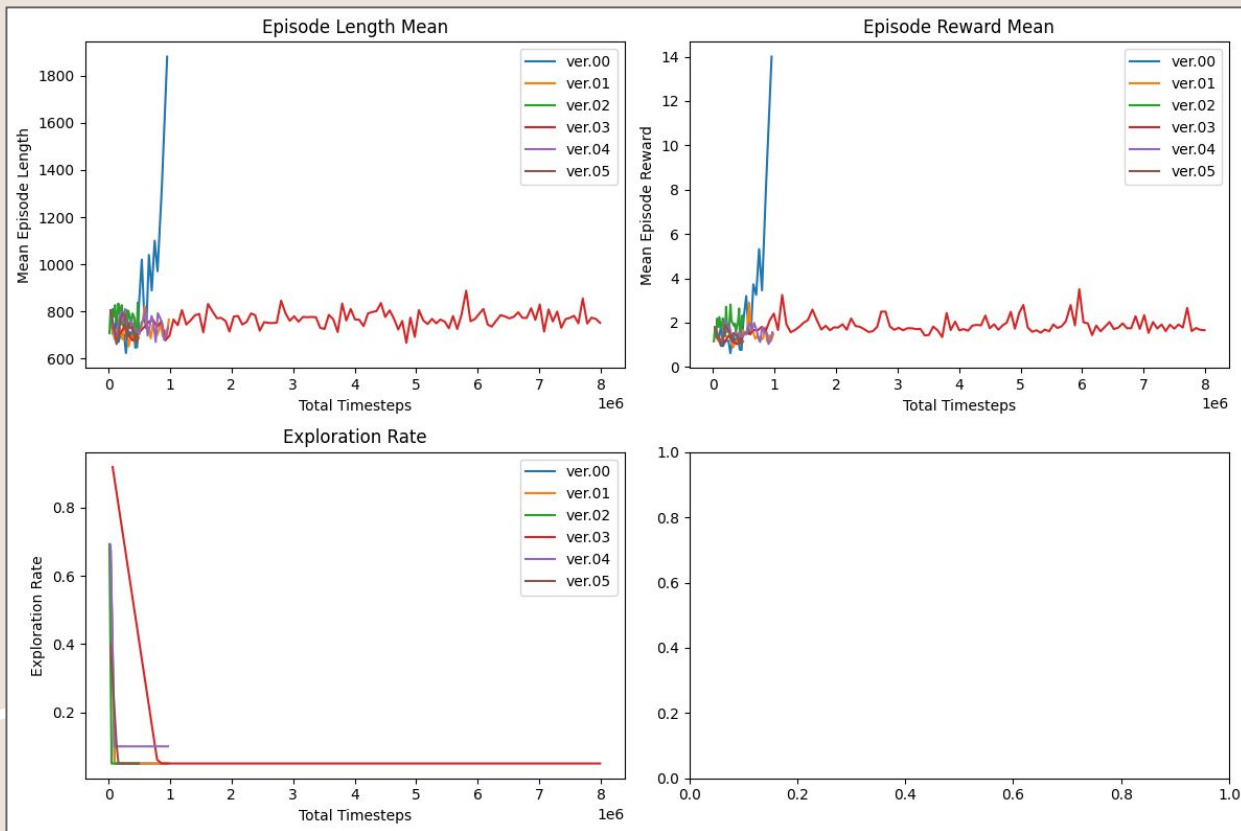 Episode Length Mean
Mean Episode Length
1800
1600
1400
1200
1000
800
600
0 1 2 3 4 5 6 7 8
1e6
Total Timesteps
ver.00
ver.01
ver.02
ver.03
ver.04
ver.05
Episode Reward Mean
Mean Episode Reward
14
12
10
8
6
4
2
0
0 1 2 3 4 5 6 7 8
1e6
Total Timesteps
ver.00
ver.01
ver.02
ver.03
ver.04
ver.05
Exploration Rate
Exploration Rate
0.8
0.6
0.4
0.2
0 1 2 3 4 5 6 7 8
1e6
Total Timesteps
ver.00
ver.01
ver.02
ver.03
ver.04
ver.05
1.0
0.8
0.6
0.4
0.2
0.0
0.0 0.2 0.4 0.6 0.8 1.0